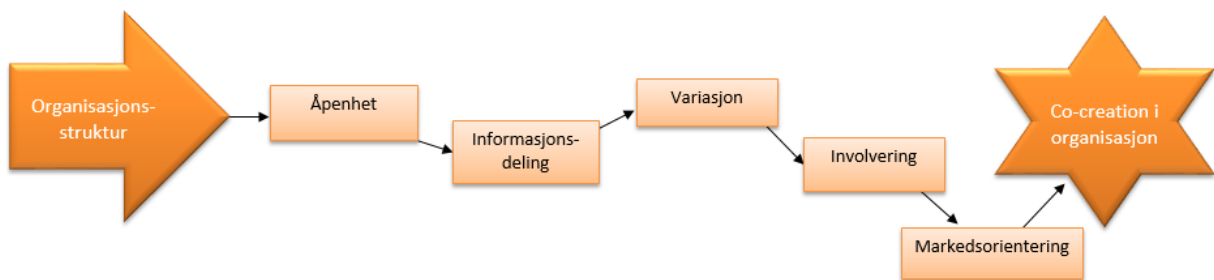 Organisasjons-
struktur
Åpenhet
Informasjons-
deling
Variasjon
Involvering
Markedsorientering
Co-creation i
organisasjon